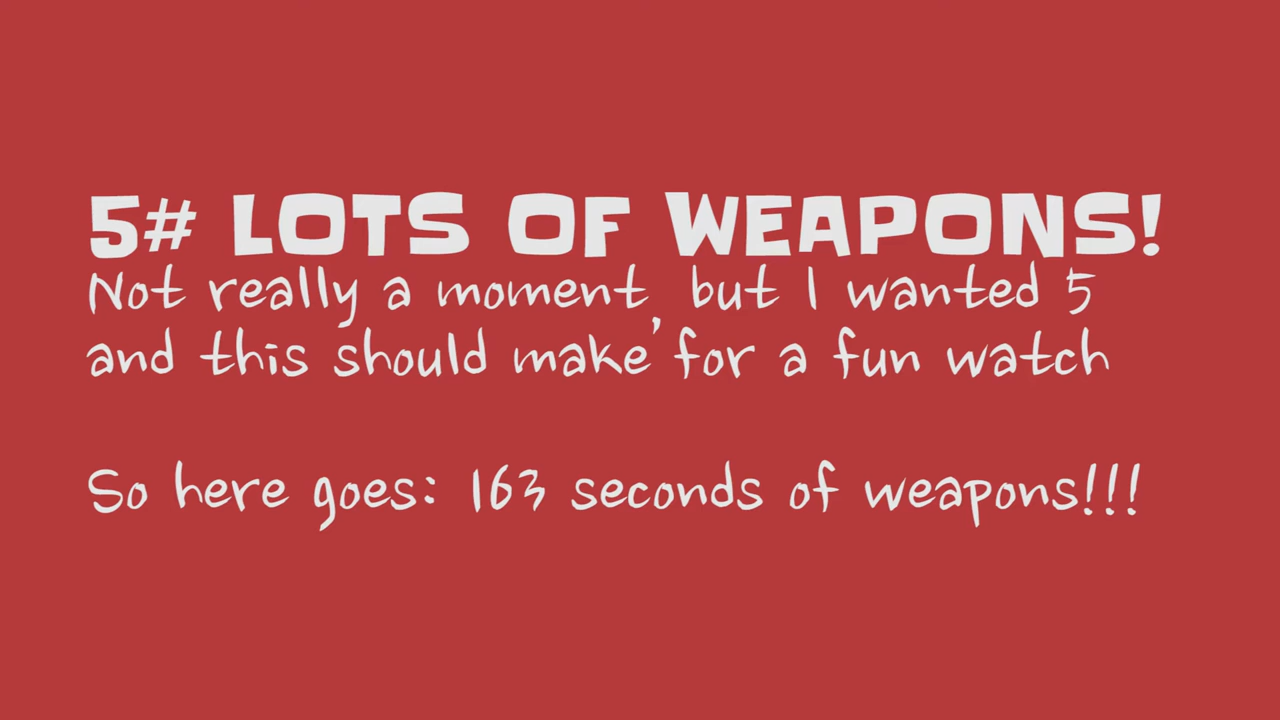 5# LOTS OF WEAPONS!
Not really a moment, but I wanted 5
and this should make for a fun watch
So here goes: 163 seconds of weapons!!!